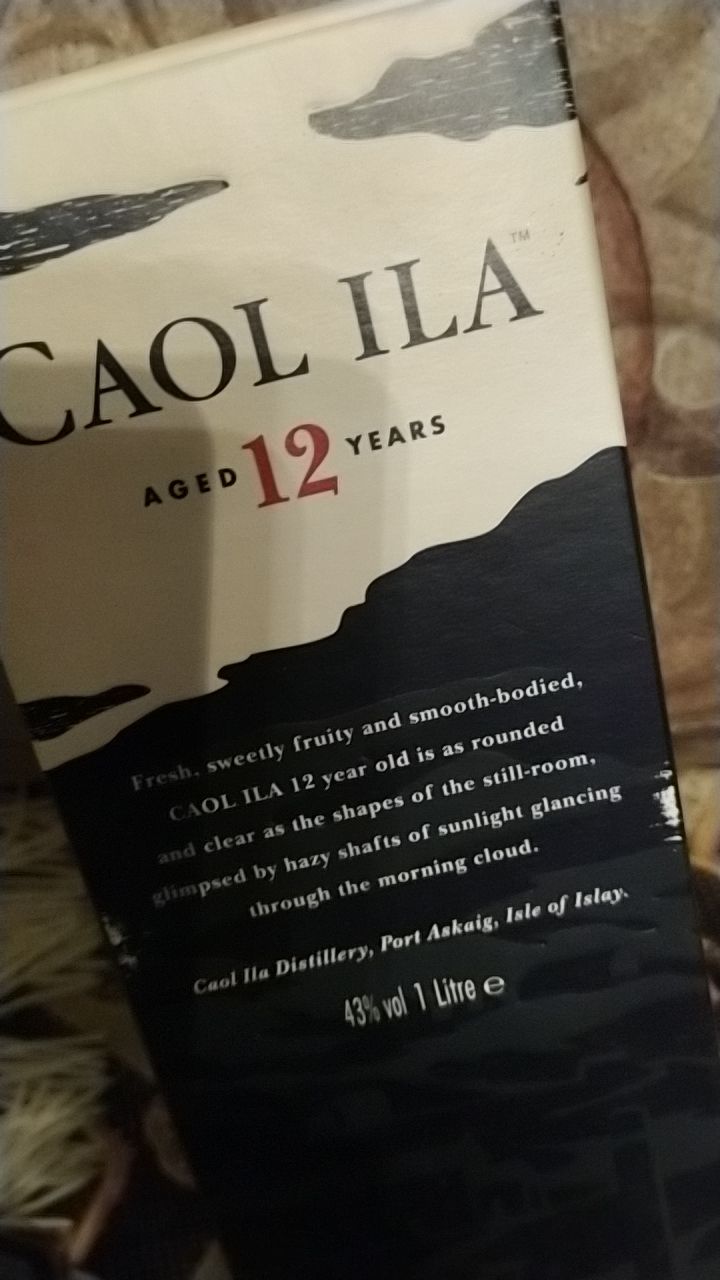 CAOL ILA™
AGED 12 YEARS
Fresh, sweetly fruity and smooth-bodied,
CAOL ILA 12 year old is as rounded
and clear as the shapes of the still-room,
glimpsed by hazy shafts of sunlight glancing
through the morning cloud.
Caol Ila Distillery, Port Askaig, Isle of Islay.
43% vol 1 Litre ℮